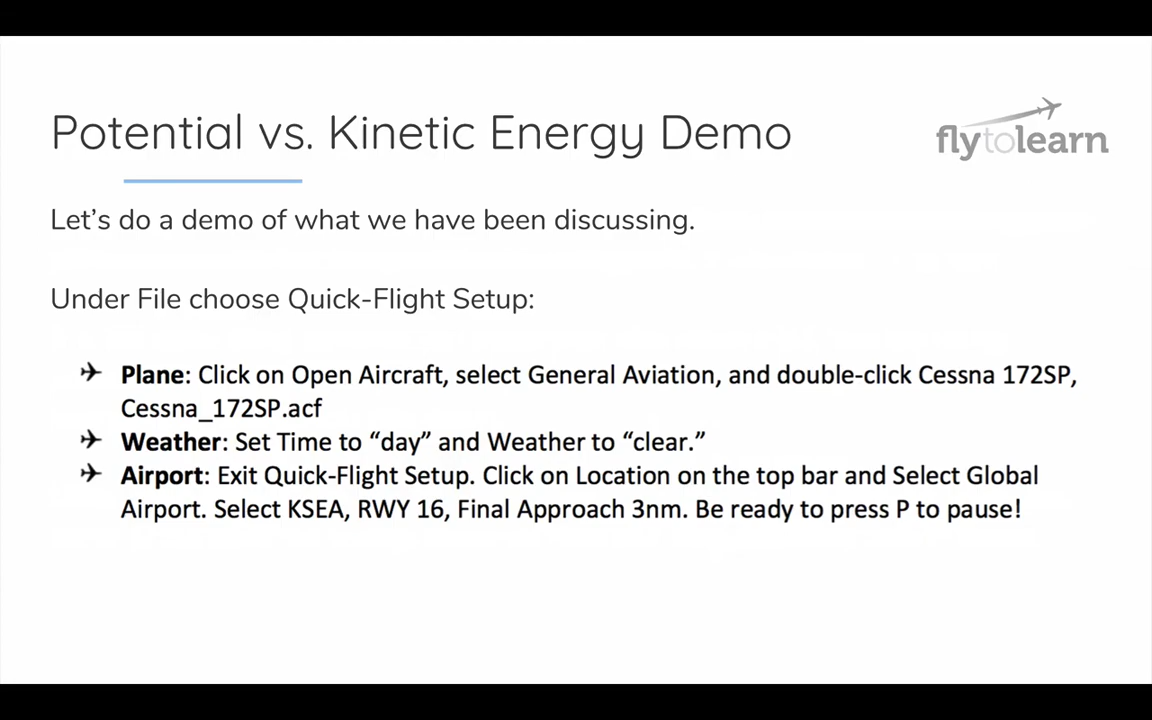 Potential vs. Kinetic Energy Demo
flytolearn
Let's do a demo of what we have been discussing.
Under File choose Quick-Flight Setup:
Plane: Click on Open Aircraft, select General Aviation, and double-click Cessna 172SP,
Cessna_172SP.acf
Weather: Set Time to “day” and Weather to “clear.”
Airport: Exit Quick-Flight Setup. Click on Location on the top bar and Select Global
Airport. Select KSEA, RWY 16, Final Approach 3nm. Be ready to press P to pause!